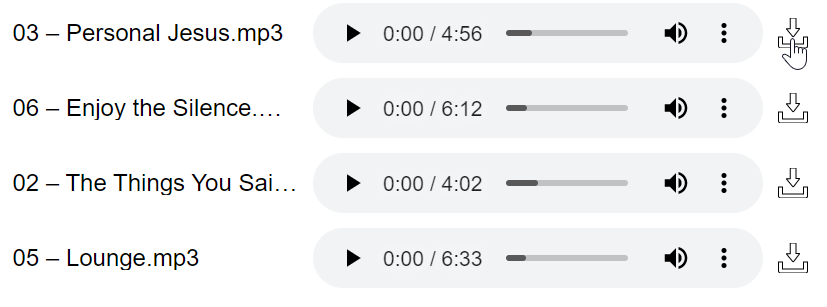 03 – Personal Jesus.mp3 0:00 / 4:56
06 – Enjoy the Silence.… 0:00 / 6:12
02 – The Things You Sai… 0:00 / 4:02
05 – Lounge.mp3 0:00 / 6:33